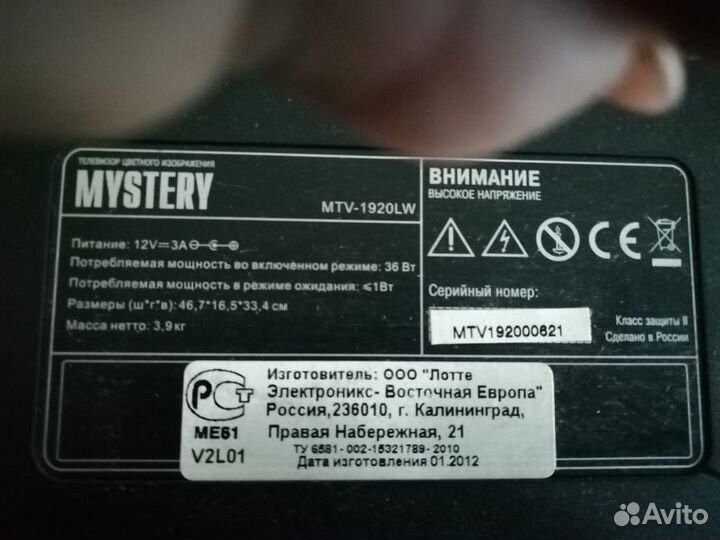 ТЕЛЕВИЗОР ЦВЕТНОГО ИЗОБРАЖЕНИЯ
MYSTERY
MTV-1920LW
Питание: 12V 3A
Потребляемая мощность во включенном режиме: 36 Вт
Потребляемая мощность в режиме ожидания: ≤1Вт
Размеры (ш*г*в): 46,7*16,5*33,4 см
Масса нетто: 3,9 кг
ВНИМАНИЕ
ВЫСОКОЕ НАПРЯЖЕНИЕ
CE
Серийный номер:
MTV192000621
Класс защиты II
Сделано в России
РСТ
ME61
V2L01
Изготовитель: ООО "Лотте
Электроникс- Восточная Европа"
Россия,236010, г. Калининград,
Правая Набережная, 21
ТУ 6581- 002-15321789- 2010
Дата изготовления 01.2012
Avito